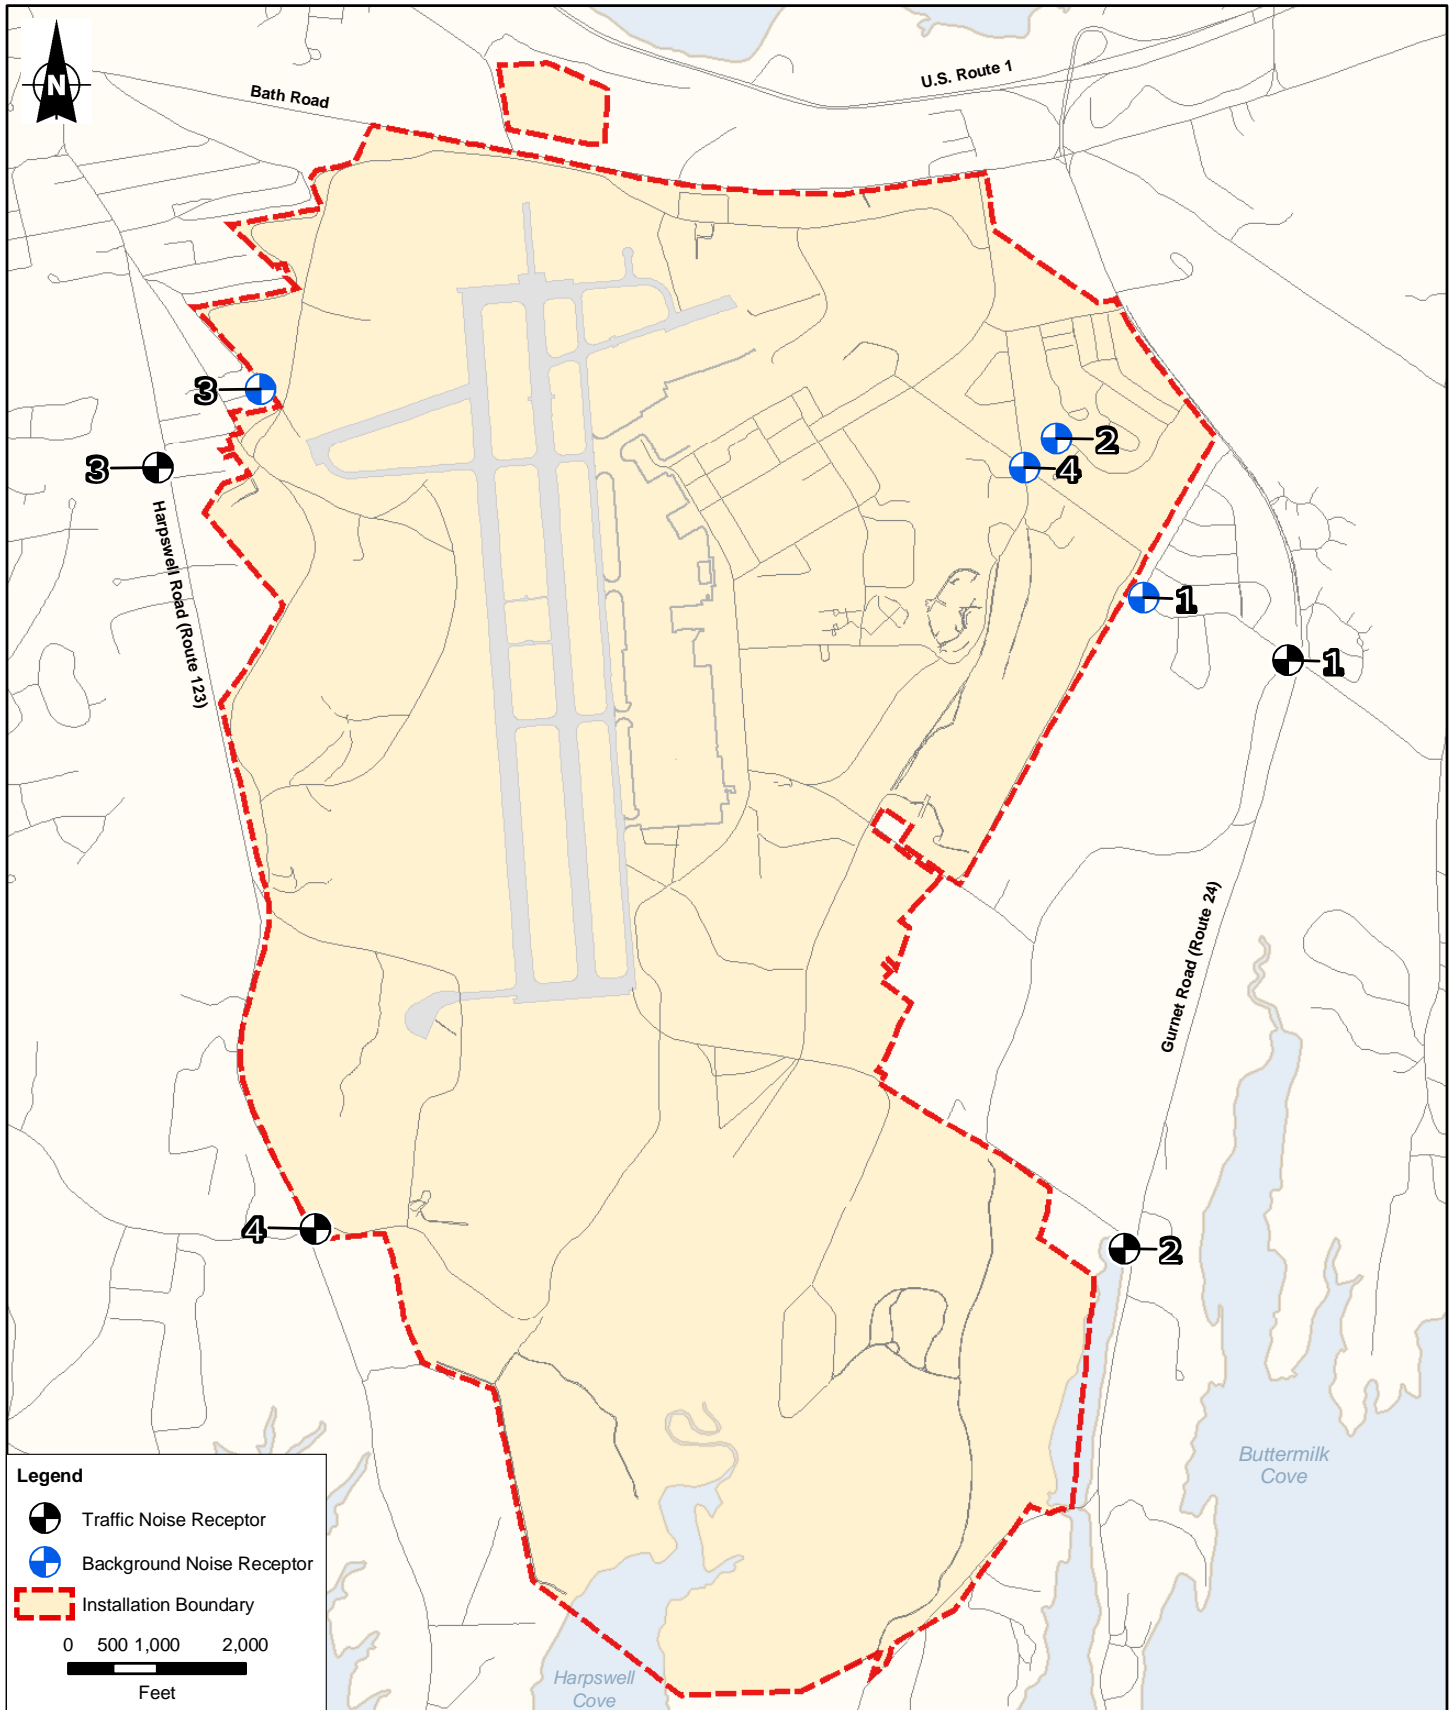 N
Bath Road
U.S. Route 1
3
2
4
3
Harpswell Road (Route 123)
1
1
Gurnet Road (Route 24)
4
2
Buttermilk
Cove
Harpswell
Cove
Legend
Traffic Noise Receptor
Background Noise Receptor
Installation Boundary
0 500 1,000 2,000
Feet